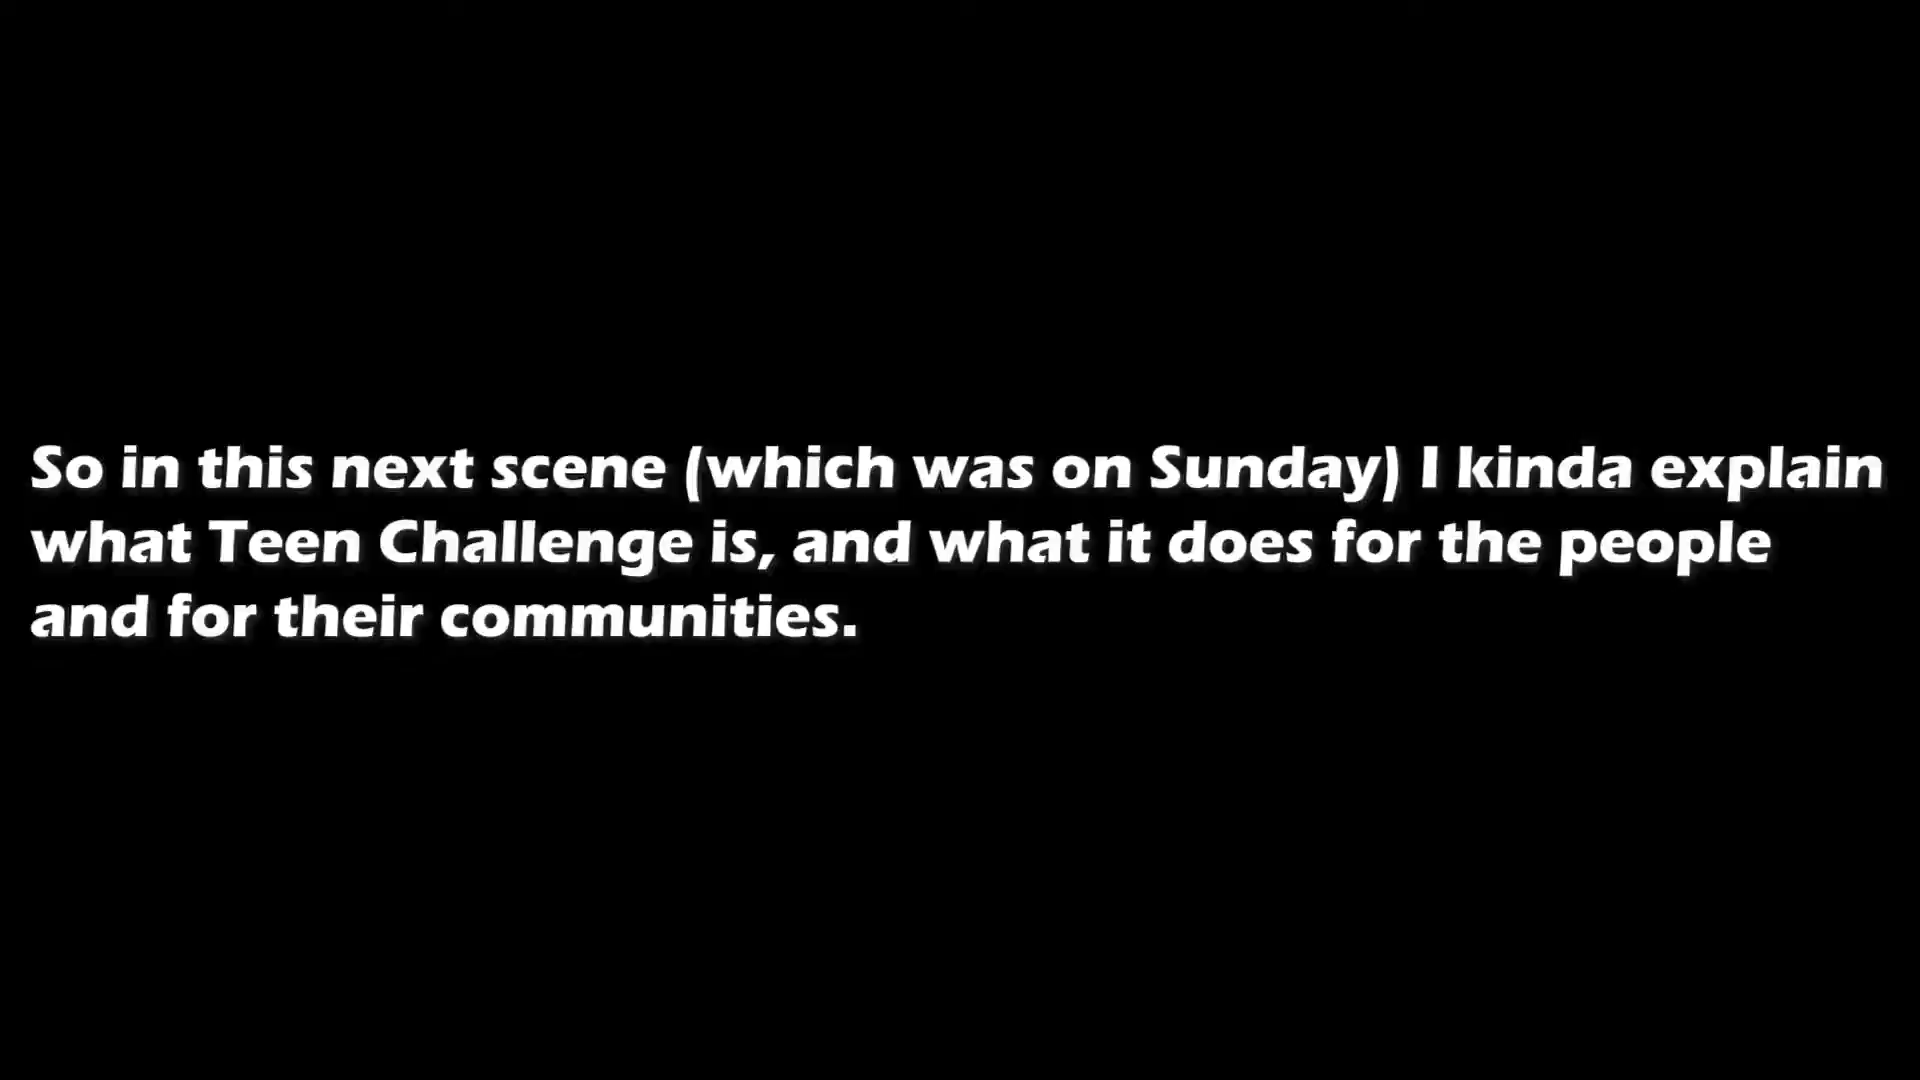 So in this next scene (which was on Sunday) I kinda explain
what Teen Challenge is, and what it does for the people
and for their communities.